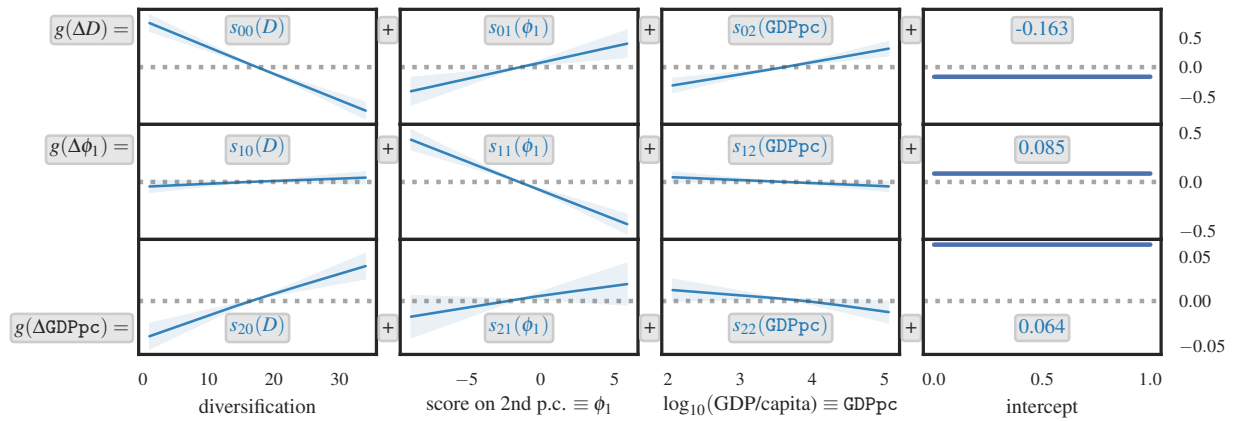 g(ΔD) = s₀₀(D) + s₀₁(ϕ₁) + s₀₂(GDPpc) + -0.163
0.5
0.0
−0.5
g(Δϕ₁) = s₁₀(D) + s₁₁(ϕ₁) + s₁₂(GDPpc) + 0.085
0.5
0.0
−0.5
0.05
0.00
g(ΔGDPpc) = s₂₀(D) + s₂₁(ϕ₁) + s₂₂(GDPpc) + 0.064
−0.05
0 10 20 30 −5 0 5 2 3 4 5 0.0 0.5 1.0
diversification score on 2nd p.c. ≡ ϕ₁ log₁₀(GDP/capita) ≡ GDPpc intercept